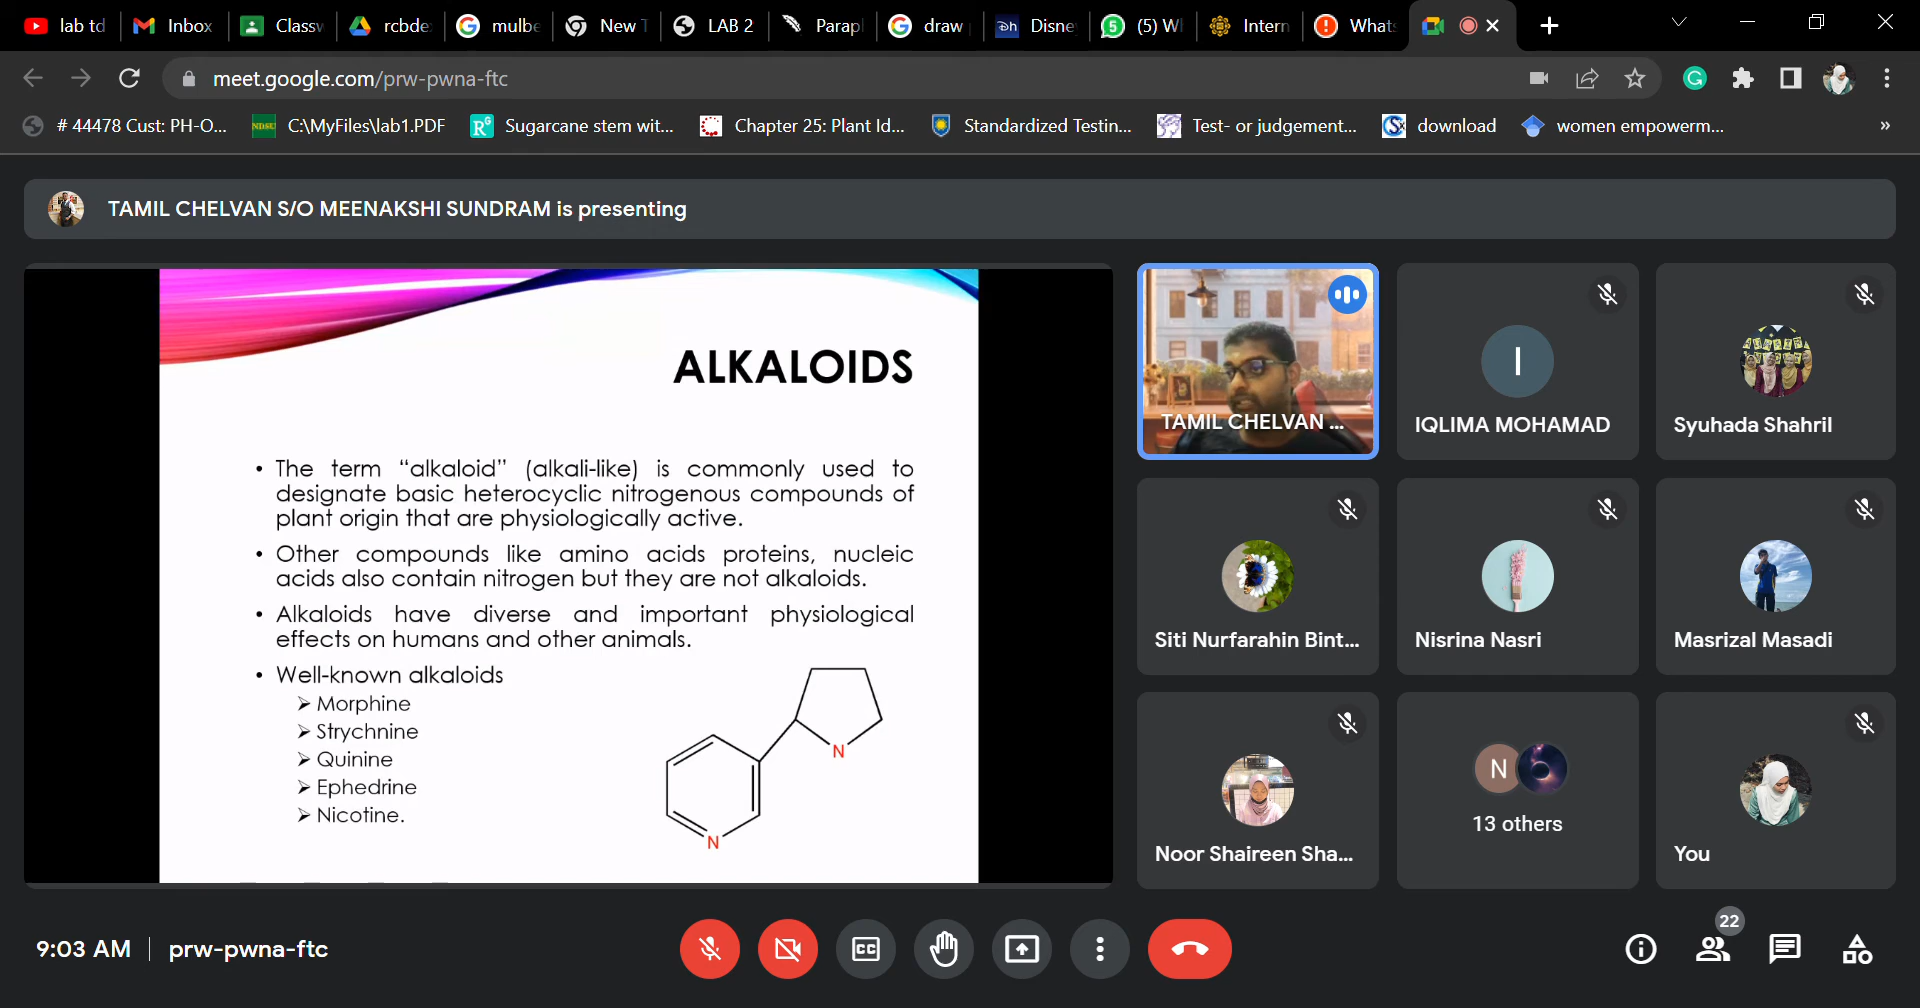 lab td
Inbox
Classw
rcbde
mulbe
New T
LAB 2
Parap
draw
Disne
(5) W
Intern
Whats
meet.google.com/prw-pwna-ftc
# 44478 Cust: PH-O...
C:\MyFiles\lab1.PDF
Sugarcane stem wit...
Chapter 25: Plant Id...
Standardized Testin...
Test- or judgement...
download
women empowerm...
»
TAMIL CHELVAN S/O MEENAKSHI SUNDRAM is presenting
ALKALOIDS
• The term “alkaloid” (alkali-like) is commonly used to
designate basic heterocyclic nitrogenous compounds of
plant origin that are physiologically active.
• Other compounds like amino acids proteins, nucleic
acids also contain nitrogen but they are not alkaloids.
• Alkaloids have diverse and important physiological
effects on humans and other animals.
• Well-known alkaloids
➢ Morphine
➢ Strychnine
➢ Quinine
➢ Ephedrine
➢ Nicotine.
N
N
TAMIL CHELVAN ...
I
IQLIMA MOHAMAD
Syuhada Shahril
Siti Nurfarahin Bint...
Nisrina Nasri
Masrizal Masadi
Noor Shaireen Sha...
N
13 others
You
9:03 AM | prw-pwna-ftc
CC
22